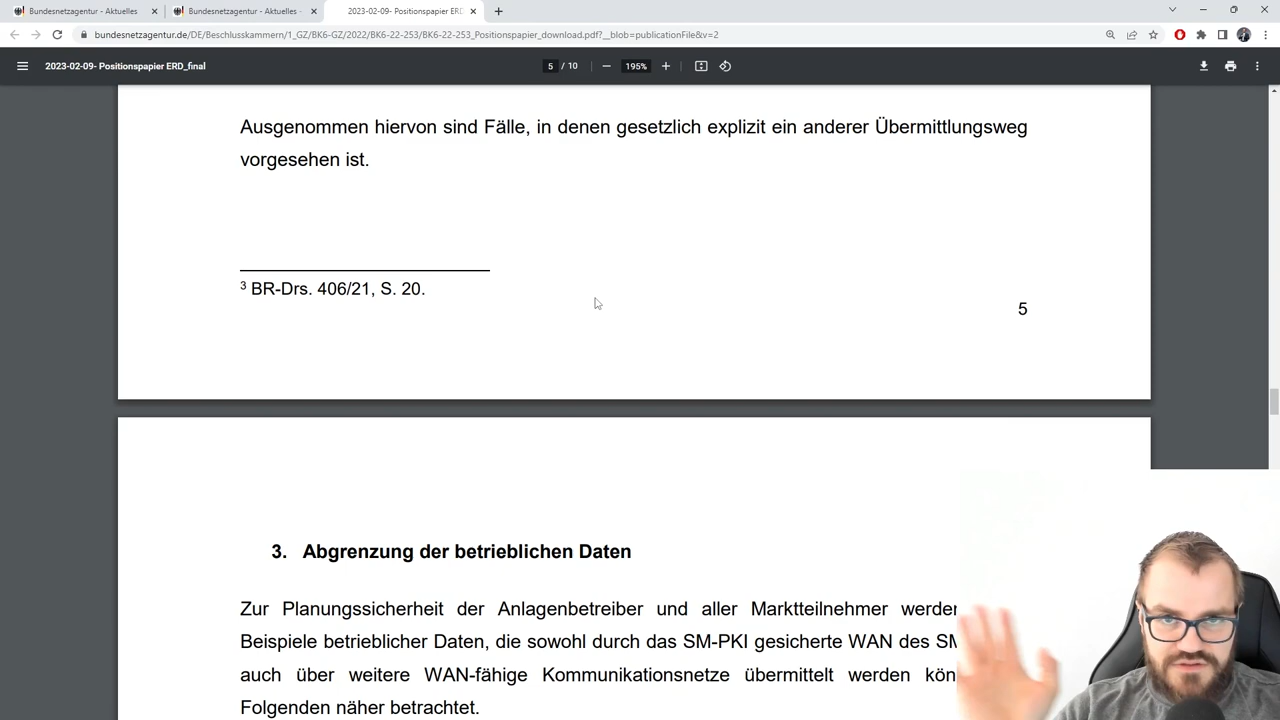 Bundesnetzagentur - Aktuelles
Bundesnetzagentur - Aktuelles -
2023-02-09- Positionspapier ERD
bundesnetzagentur.de/DE/Beschlusskammern/1_GZ/BK6-GZ/2022/BK6-22-253/BK6-22-253_Positionspapier_download.pdf?__blob=publicationFile&v=2
2023-02-09- Positionspapier ERD_final
5 / 10
195%
Ausgenommen hiervon sind Fälle, in denen gesetzlich explizit ein anderer Übermittlungsweg
vorgesehen ist.
3 BR-Drs. 406/21, S. 20.
5
3. Abgrenzung der betrieblichen Daten
Zur Planungssicherheit der Anlagenbetreiber und aller Marktteilnehmer
Beispiele betrieblicher Daten, die sowohl durch das SM-PKI gesicherte WAN des
auch über weitere WAN-fähige Kommunikationsnetze übermittelt werden
Folgenden näher betrachtet.